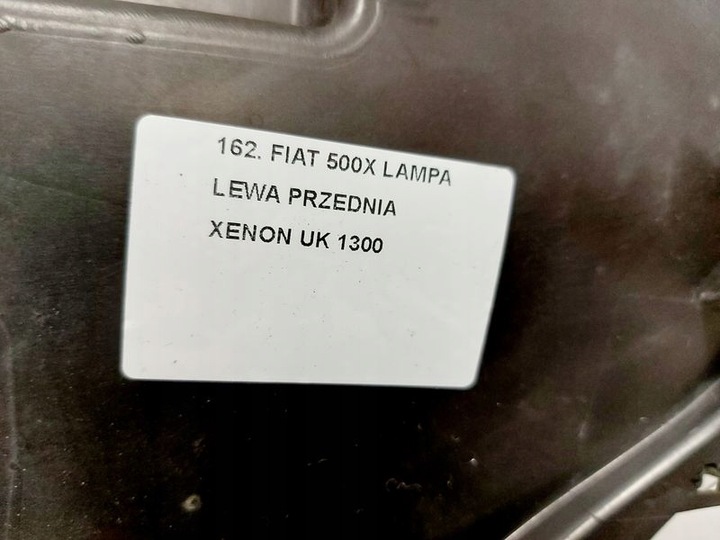 162. FIAT 500X LAMPA
LEWA PRZEDNIA
XENON UK 1300